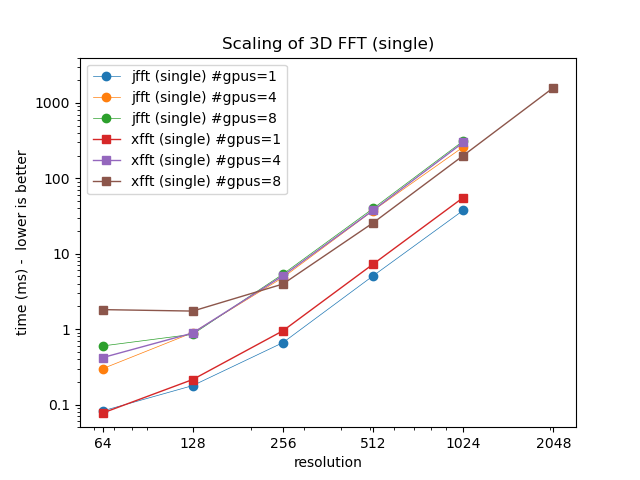 Scaling of 3D FFT (single)
jfft (single) #gpus=1
jfft (single) #gpus=4
jfft (single) #gpus=8
xfft (single) #gpus=1
xfft (single) #gpus=4
xfft (single) #gpus=8
time (ms) -  lower is better
1000
100
10
1
0.1
64 128 256 512 1024 2048
resolution